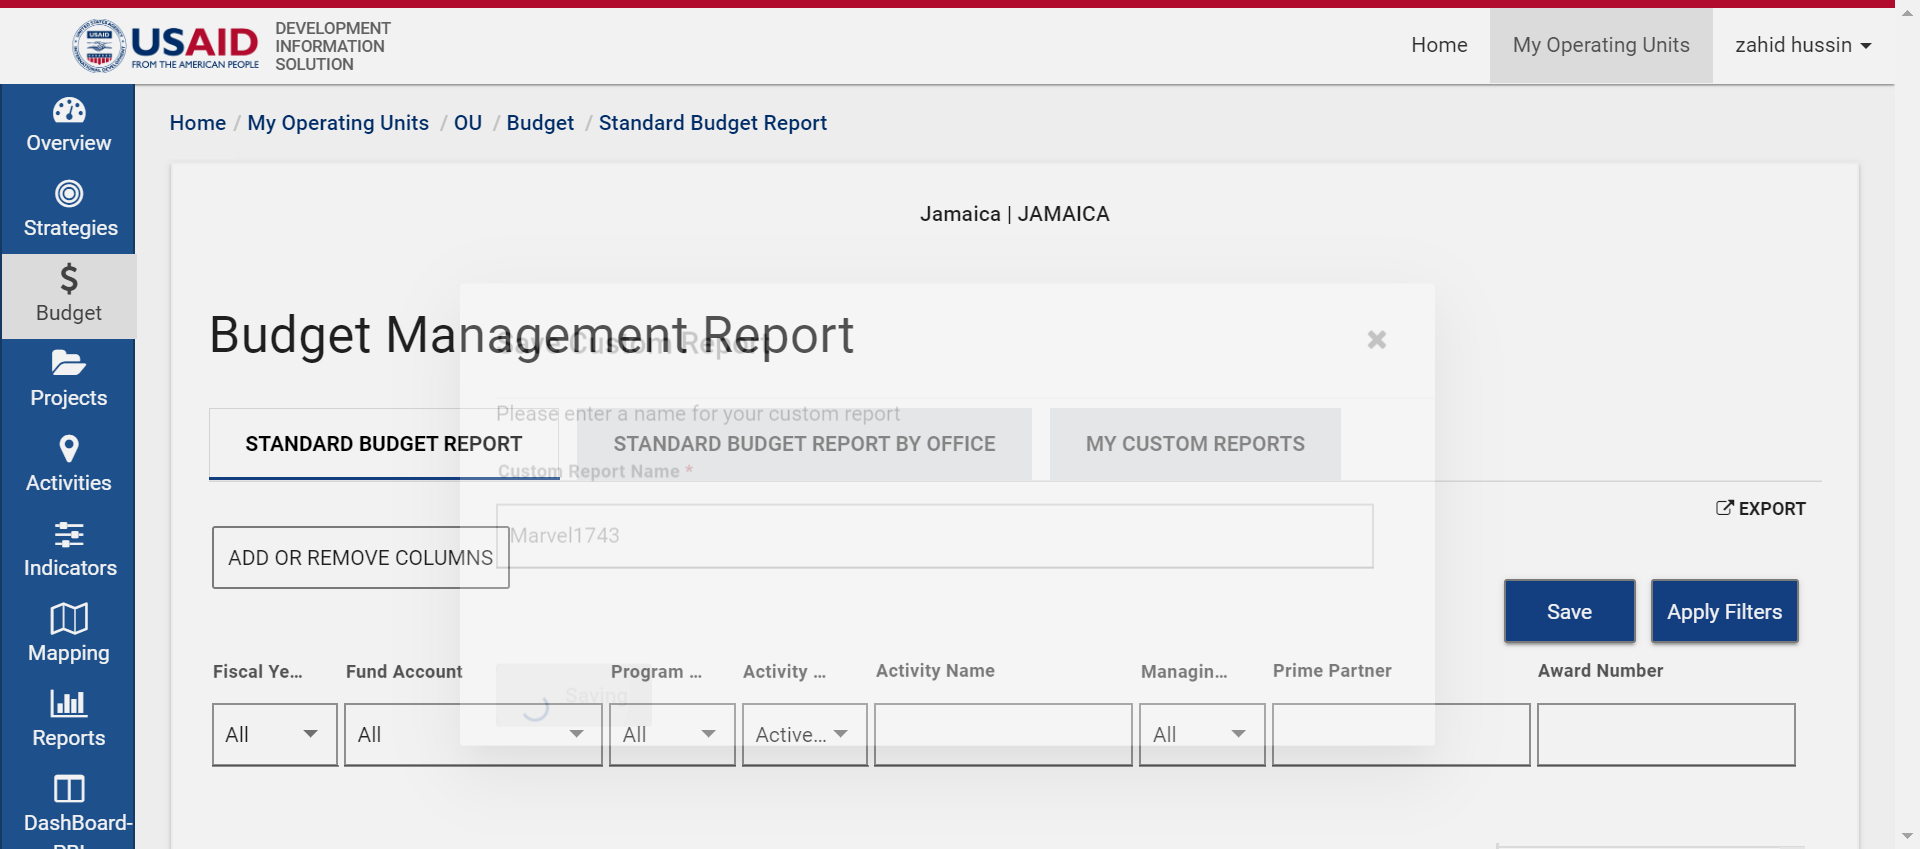 USAID
FROM THE AMERICAN PEOPLE
DEVELOPMENT
INFORMATION
SOLUTION
Home
My Operating Units
zahid hussin
Overview
Strategies
Budget
Projects
Activities
Indicators
Mapping
Reports
DashBoard-
Home / My Operating Units / OU / Budget / Standard Budget Report
Jamaica | JAMAICA
Budget Management Report
Save Custom Report
Please enter a name for your custom report
STANDARD BUDGET REPORT
STANDARD BUDGET REPORT BY OFFICE
MY CUSTOM REPORTS
Custom Report Name *
EXPORT
Marvel1743
ADD OR REMOVE COLUMNS
Save
Apply Filters
Fiscal Ye...
Fund Account
Program ...
Activity ...
Activity Name
Managin...
Prime Partner
Award Number
Saving
All
All
All
Active...
All